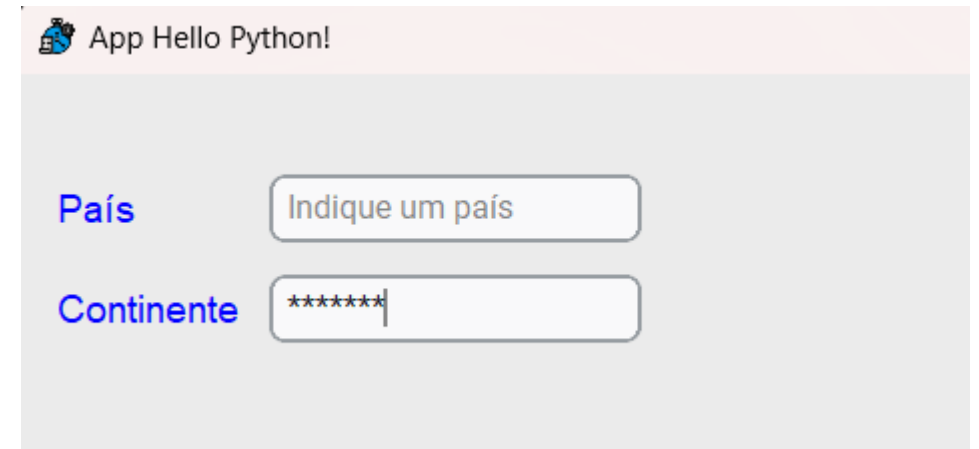 App Hello Python!
País Indique um país
Continente *******